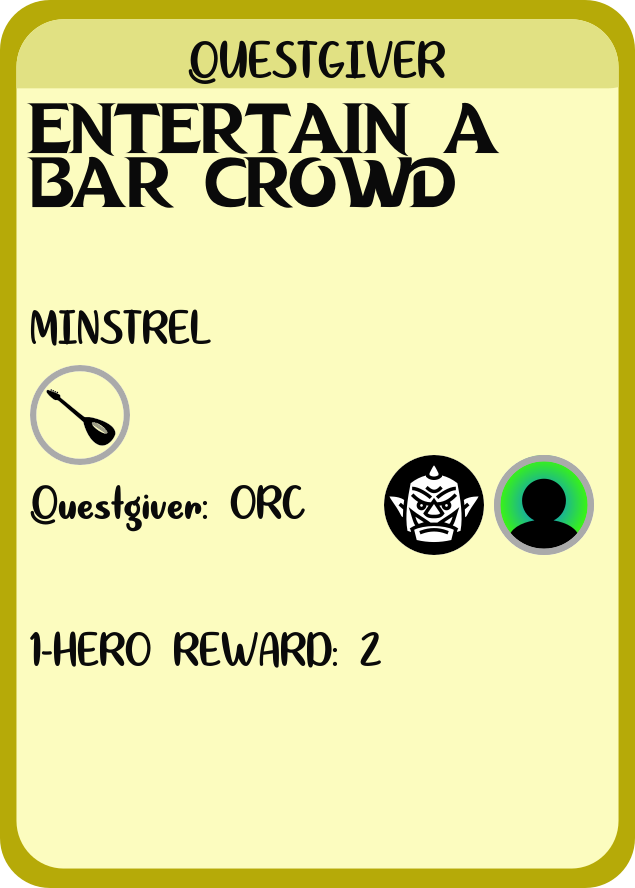 QUESTGIVER
ENTERTAIN A
BAR CROWD
MINSTREL
Questgiver: ORC
1-HERO REWARD: 2